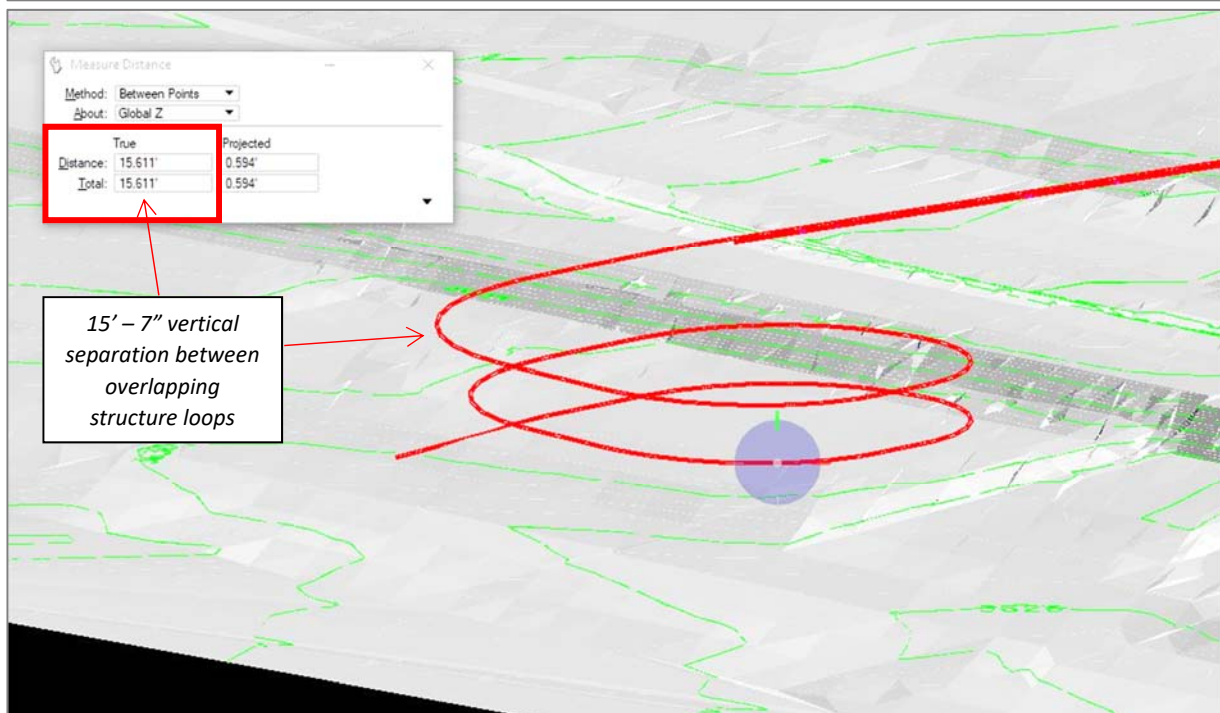 Measure Distance
Method: Between Points
About: Global Z
True Projected
Distance: 15.611' 0.594'
Total: 15.611' 0.594'
15’ – 7” vertical
separation between
overlapping
structure loops